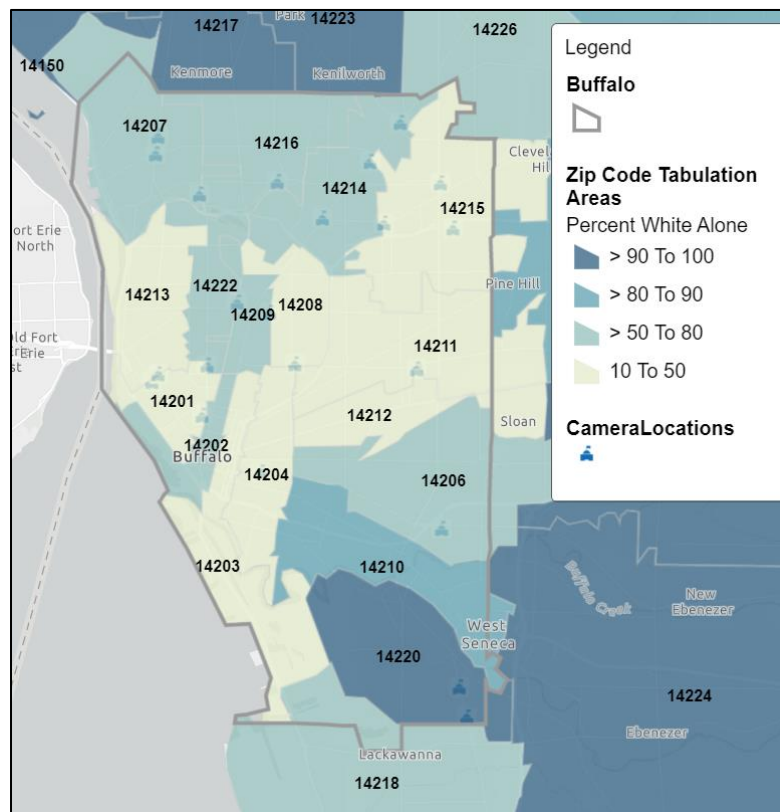 Park
14217
14223
14226
Kenmore
Kenilworth
14150
14207
14216
14214
14215
Fort Erie
North
14213
14222
14209
14208
Pine Hill
14211
14201
14212
Sloan
14202
Buffalo
14204
14206
14203
14210
Buffalo Creek
New
Ebenezer
West
Seneca
14220
14224
Ebenezer
Lackawanna
14218
Legend
Buffalo
Zip Code Tabulation
Areas
Percent White Alone
> 90 To 100
> 80 To 90
> 50 To 80
10 To 50
CameraLocations